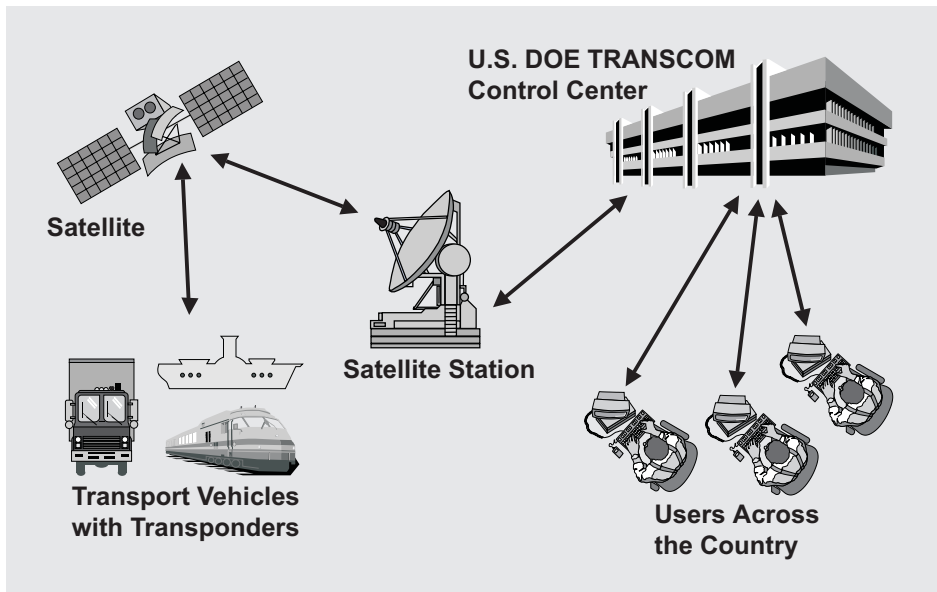 U.S. DOE TRANSCOM
Control Center
Satellite
Satellite Station
Transport Vehicles
with Transponders
Users Across
the Country